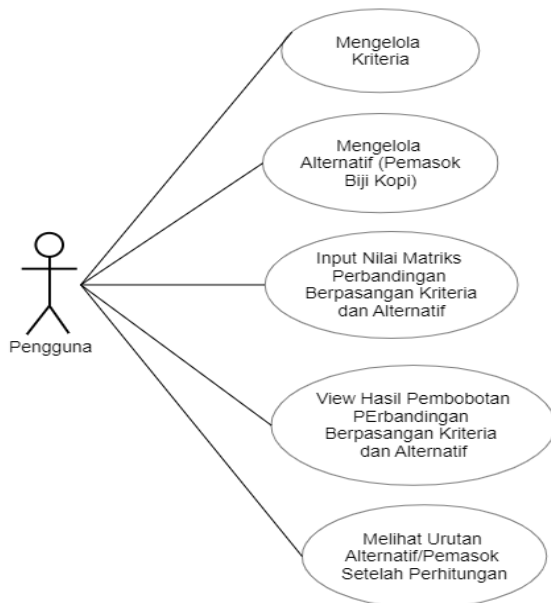 Mengelola
Kriteria
Mengelola
Alternatif (Pemasok
Biji Kopi)
Input Nilai Matriks
Perbandingan
Berpasangan Kriteria
dan Alternatif
Pengguna
View Hasil Pembobotan
PErbandingan
Berpasangan Kriteria
dan Alternatif
Melihat Urutan
Alternatif/Pemasok
Setelah Perhitungan